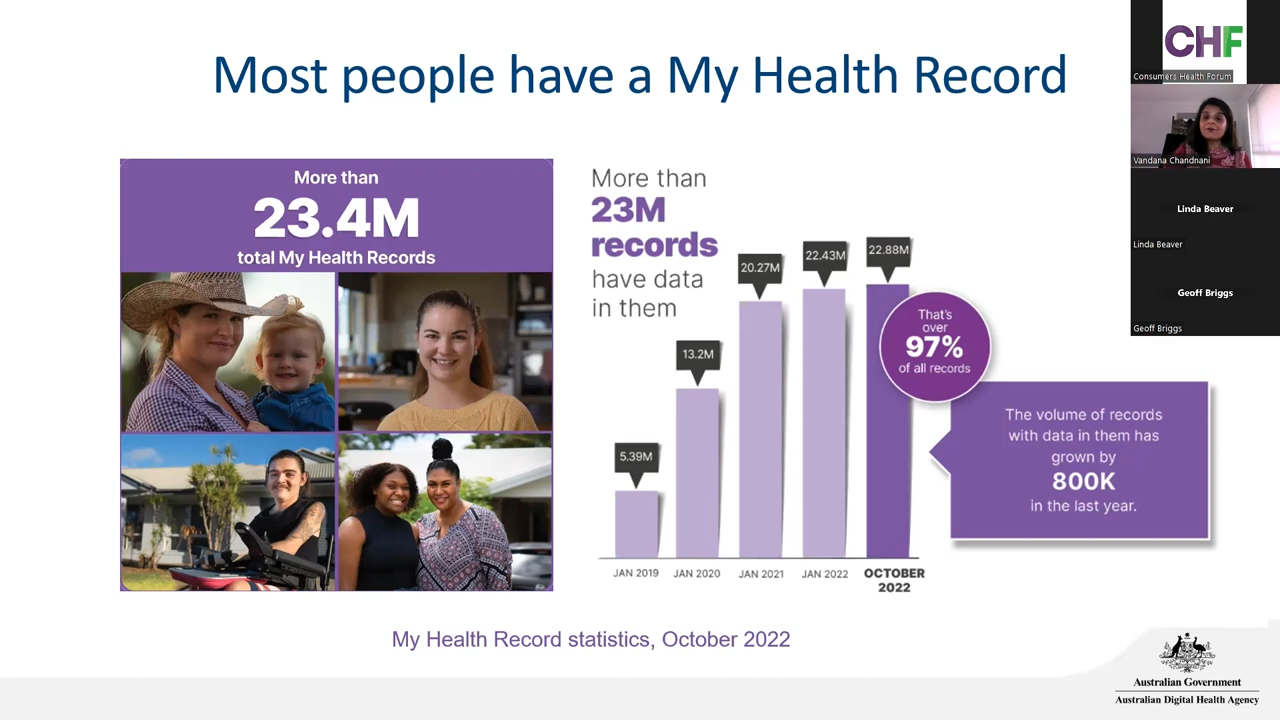 Most people have a My Health Record
More than
23.4M
total My Health Records
More than
23M
records
have data
in them
5.39M
13.2M
20.27M
22.43M
22.88M
That's
over
97%
of all records
The volume of records
with data in them has
grown by
800K
in the last year.
JAN 2019
JAN 2020
JAN 2021
JAN 2022
OCTOBER
2022
My Health Record statistics, October 2022
Australian Government
Australian Digital Health Agency
CHF
Consumers Health Forum
Vandana Chandnani
Linda Beaver
Linda Beaver
Geoff Briggs
Geoff Briggs